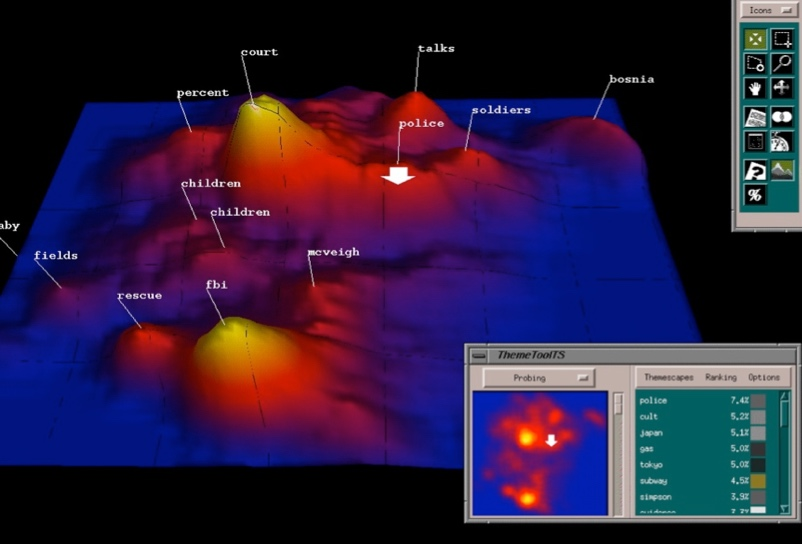 Icons
court
talks
bosnia
percent
soldiers
police
children
children
aby
fields
mcveigh
rescue
fbi
%
ThemeToolTS
Probing
Themescapes Ranking Options
police 7.4%
cult 5.2%
japan 5.1%
gas 5.0%
tokyo 5.0%
subway 4.5%
simpson 3.9%